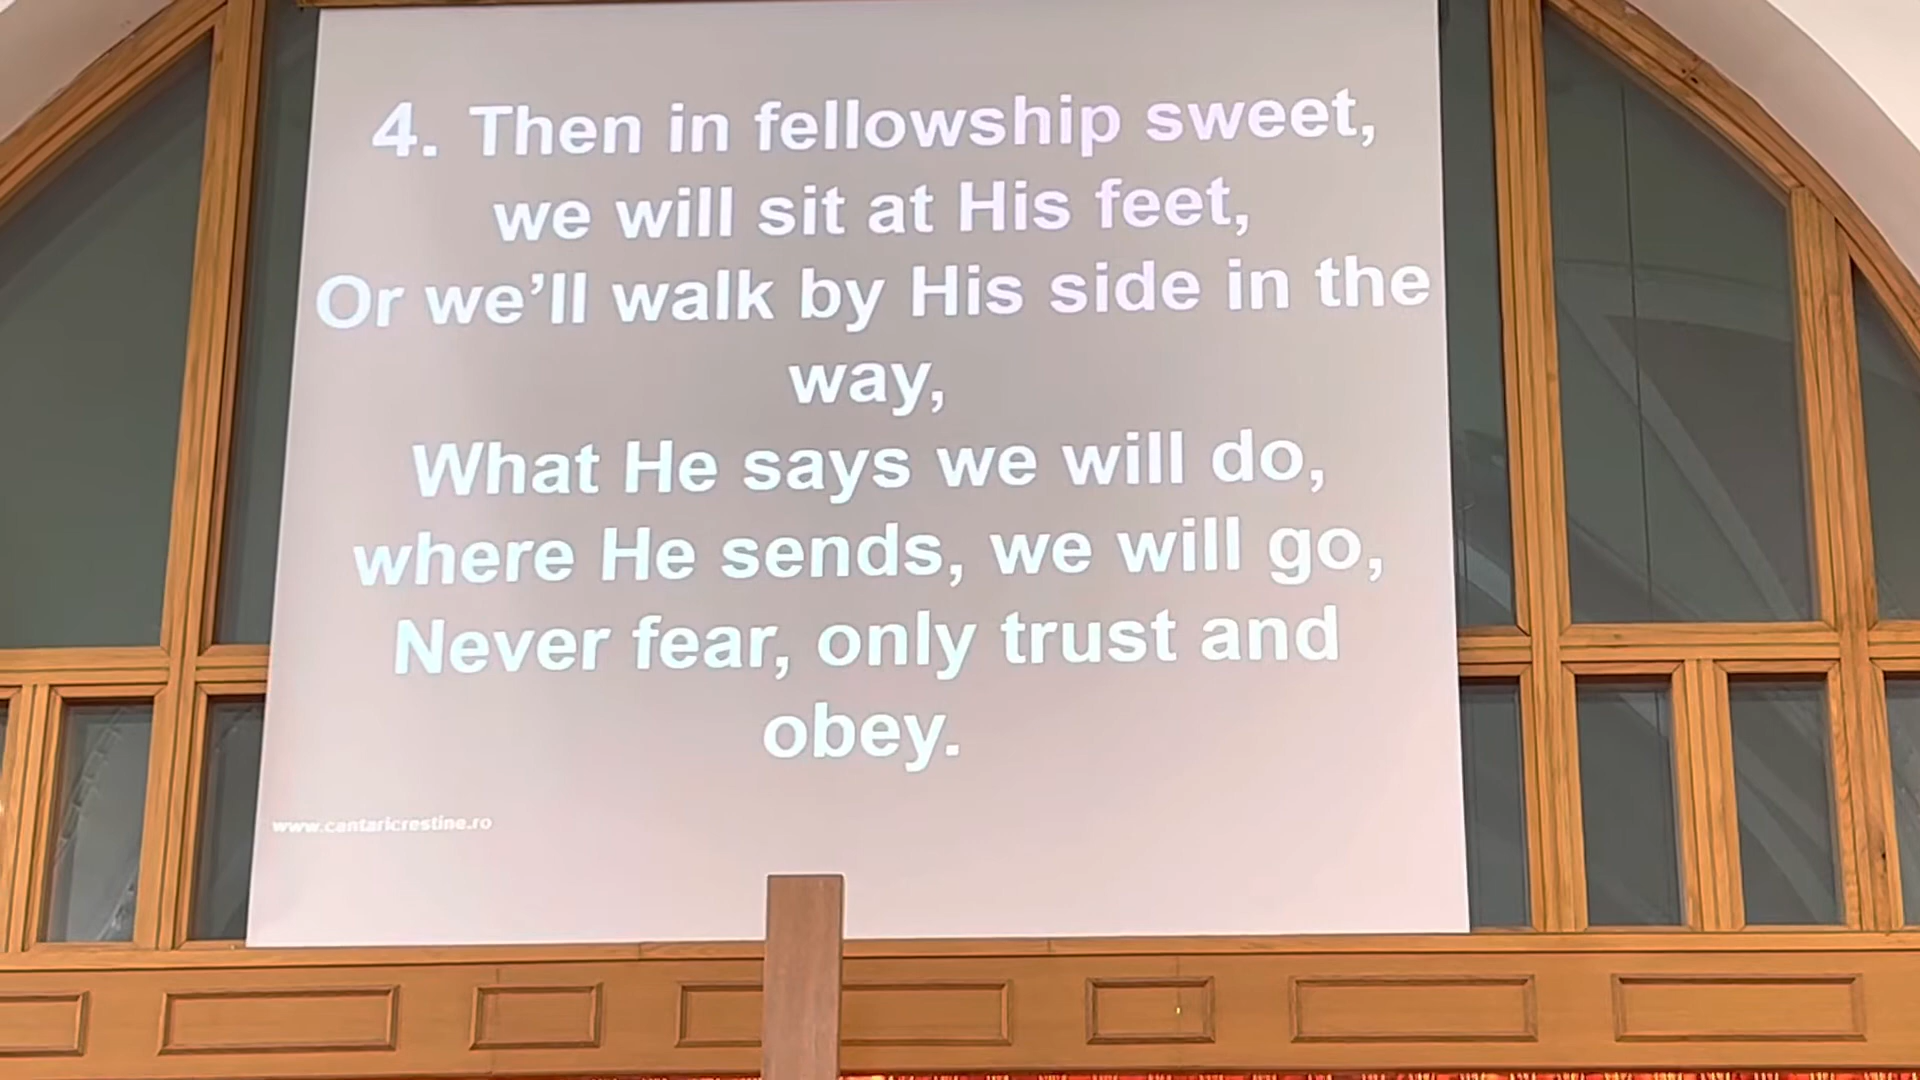 4. Then in fellowship sweet,
we will sit at His feet,
Or we’ll walk by His side in the
way,
What He says we will do,
where He sends, we will go,
Never fear, only trust and
obey.
www.cantaricrestine.ro